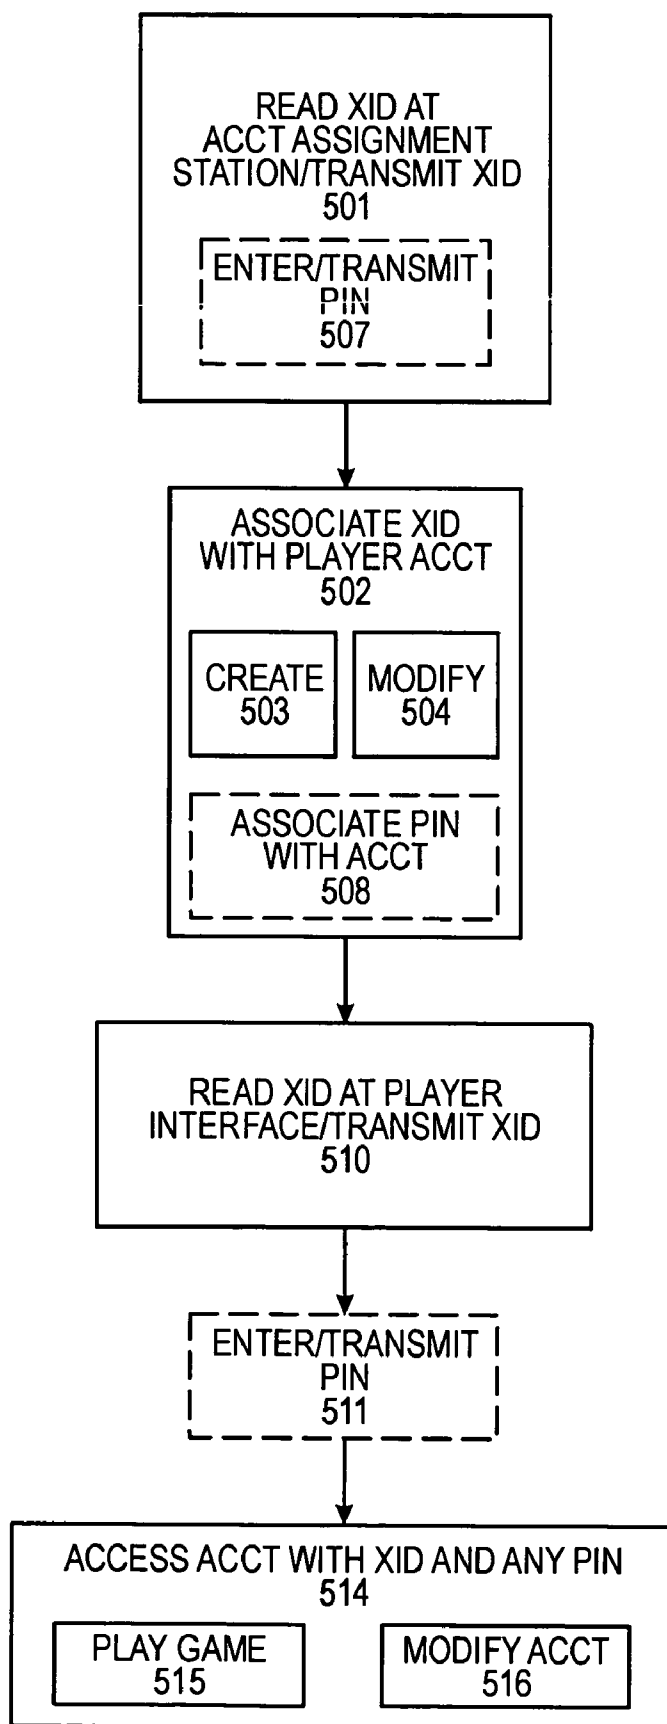 READ XID AT
ACCT ASSIGNMENT
STATION/TRANSMIT XID
501
ENTER/TRANSMIT
PIN
507
ASSOCIATE XID
WITH PLAYER ACCT
502
CREATE
503
MODIFY
504
ASSOCIATE PIN
WITH ACCT
508
READ XID AT PLAYER
INTERFACE/TRANSMIT XID
510
ENTER/TRANSMIT
PIN
511
ACCESS ACCT WITH XID AND ANY PIN
514
PLAY GAME
515
MODIFY ACCT
516